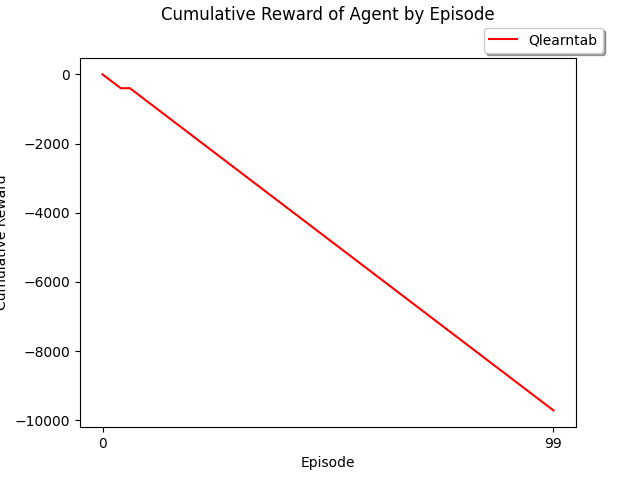 Cumulative Reward of Agent by Episode
Qlearntab
0
−2000
−4000
−6000
−8000
−10000
Cumulative Reward
0
99
Episode